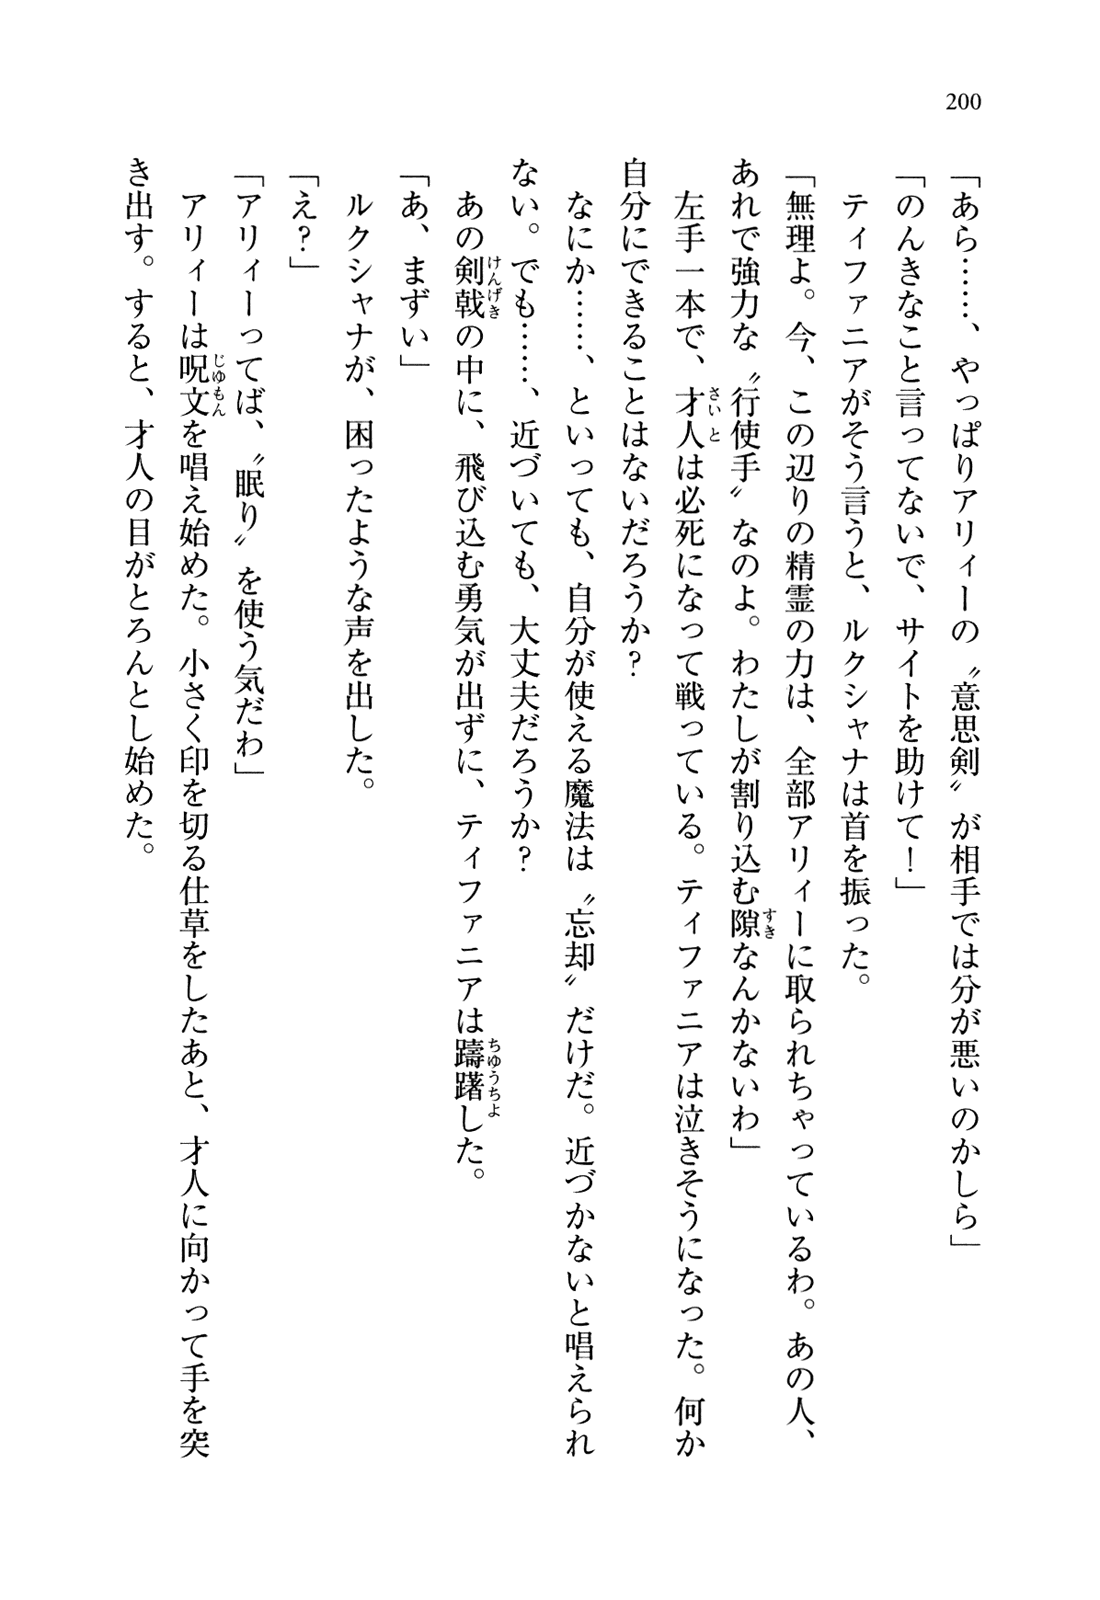 200
「あら……、やっぱりアリィーの〝意思剣〟が相手では分が悪いのかしら」
「のんきなこと言ってないで、サイトを助けて！」
ティファニアがそう言うと、ルクシャナは首を振った。
「無理よ。今、この辺りの精霊の力は、全部アリィーに取られちゃっているわ。あの人、
あれで強力な〝行使手〟なのよ。わたしが割り込む隙なんかないわ」
すき
左手一本で、才人は必死になって戦っている。ティファニアは泣きそうになった。何か
さいと
自分にできることはないだろうか？
なにか……、といっても、自分が使える魔法は〝忘却〟だけだ。近づかないと唱えられ
ない。でも……、近づいても、大丈夫だろうか？
あの剣戟の中に、飛び込む勇気が出ずに、ティファニアは躊躇した。
けんげき
ちゅうちょ
「あ、まずい」
ルクシャナが、困ったような声を出した。
「え？」
「アリィーってば、〝眠り〟を使う気だわ」
アリィーは呪文を唱え始めた。小さく印を切る仕草をしたあと、才人に向かって手を突
じゅもん
き出す。すると、才人の目がとろんとし始めた。